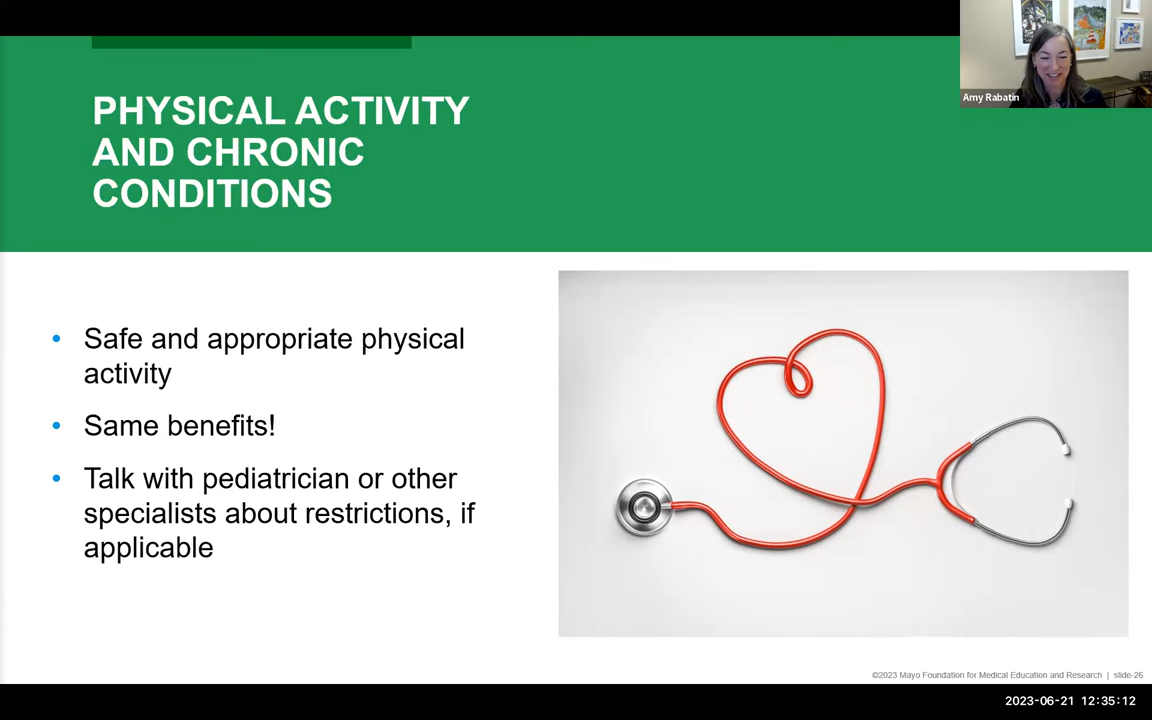 PHYSICAL ACTIVITY
AND CHRONIC
CONDITIONS
Amy Rabatin
• Safe and appropriate physical
activity
• Same benefits!
• Talk with pediatrician or other
specialists about restrictions, if
applicable
©2023 Mayo Foundation for Medical Education and Research | slide-26
2023-06-21 12:35:12